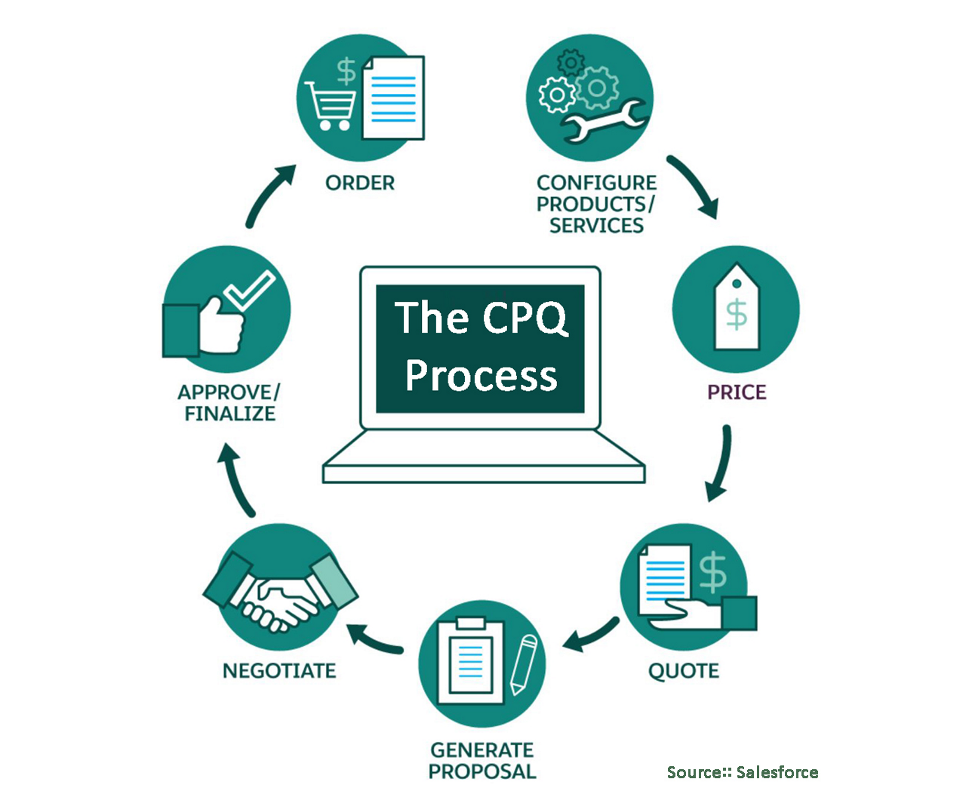 The CPQ
Process
CONFIGURE
PRODUCTS/
SERVICES
PRICE
QUOTE
GENERATE
PROPOSAL
NEGOTIATE
APPROVE/
FINALIZE
ORDER
Source:: Salesforce